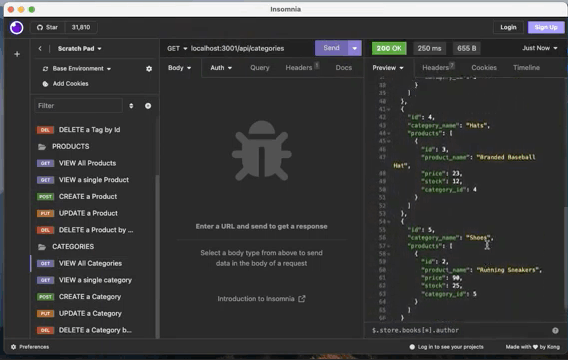 Insomnia
Star 31,810
Login Sign Up
Scratch Pad
GET localhost:3001/api/categories Send
200 OK 250 ms 655 B Just Now
Base Environment
Add Cookies
Body Auth Query Headers Docs
Preview Headers Cookies Timeline
Filter
DEL DELETE a Tag by Id
PRODUCTS
GET VIEW All Products
GET VIEW a single Product
POST CREATE a Product
PUT UPDATE a Product
DEL DELETE a Product by ...
CATEGORIES
GET VIEW All Categories
GET VIEW a single category
POST CREATE a Category
PUT UPDATE a Category
DEL DELETE a Category b...
Enter a URL and send to get a response
Select a body type from above to send
data in the body of a request
Introduction to Insomnia
}
39 ]
40 },
41 {
42 "id": 4,
43 "category_name": "Hats",
44 "products": [
45 {
46 "id": 3,
47 "product_name": "Branded Baseball
Hat",
48 "price": 23,
49 "stock": 12,
50 "category_id": 4
51 }
52 ]
53 },
54 {
55 "id": 5,
56 "category_name": "Shoes",
57 "products": [
58 {
59 "id": 2,
60 "product_name": "Running Sneakers",
61 "price": 90,
62 "stock": 25,
63 "category_id": 5
64 }
65 ]
$.store.books[*].author
Preferences
Log in to see your projects
Made with ♥ by Kong